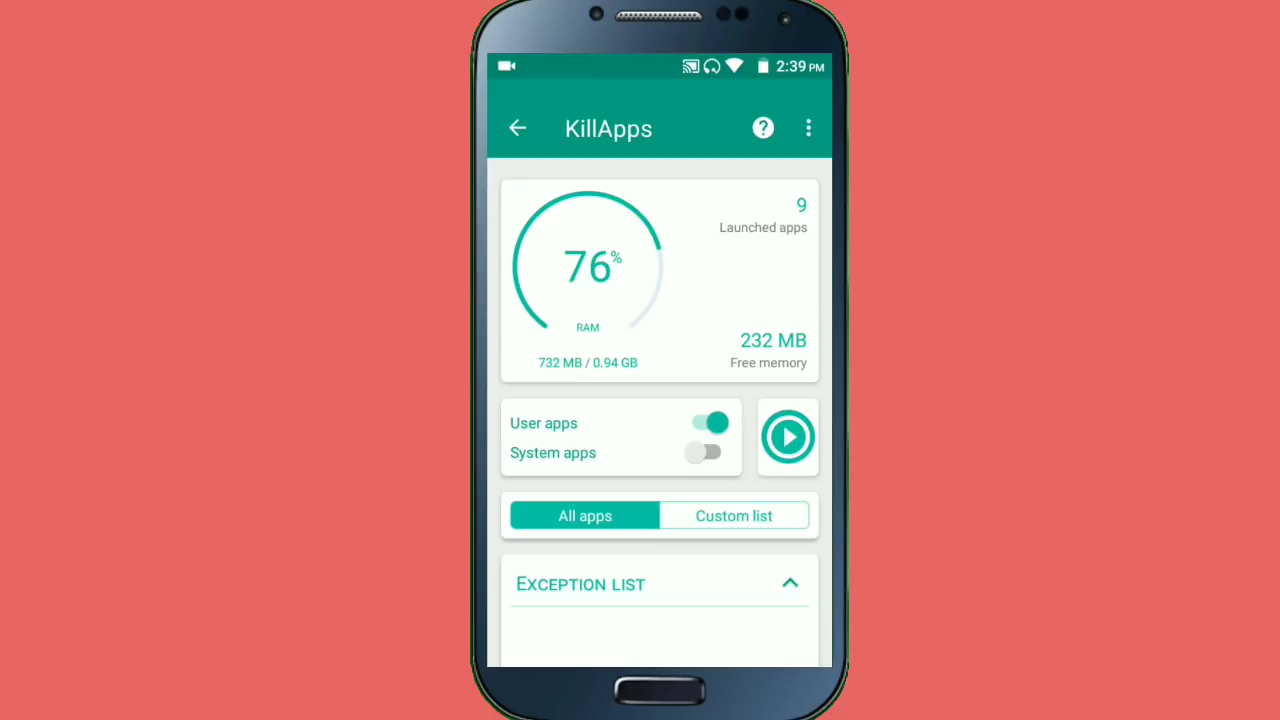 2:39 PM
KillApps
?
9
Launched apps
76%
RAM
732 MB / 0.94 GB
232 MB
Free memory
User apps
System apps
All apps
Custom list
EXCEPTION LIST